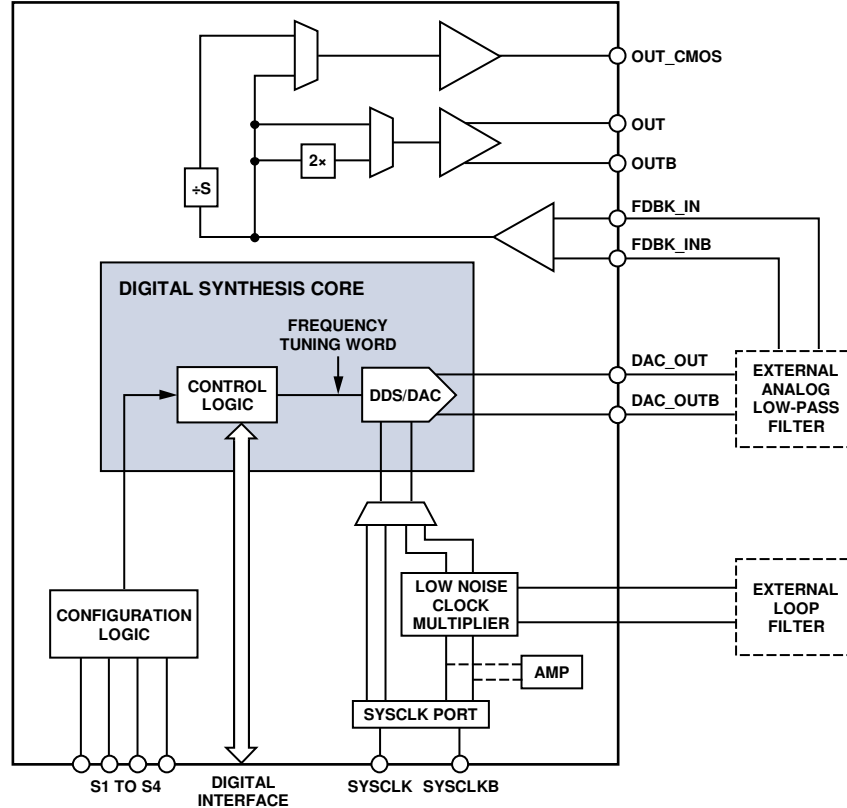 OUT_CMOS
OUT
2×
OUTB
÷S
FDBK_IN
FDBK_INB
DIGITAL SYNTHESIS CORE
FREQUENCY
TUNING WORD
CONTROL
LOGIC
DDS/DAC
DAC_OUT
DAC_OUTB
EXTERNAL
ANALOG
LOW-PASS
FILTER
CONFIGURATION
LOGIC
LOW NOISE
CLOCK
MULTIPLIER
EXTERNAL
LOOP
FILTER
AMP
SYSCLK PORT
S1 TO S4
DIGITAL
INTERFACE
SYSCLK
SYSCLKB